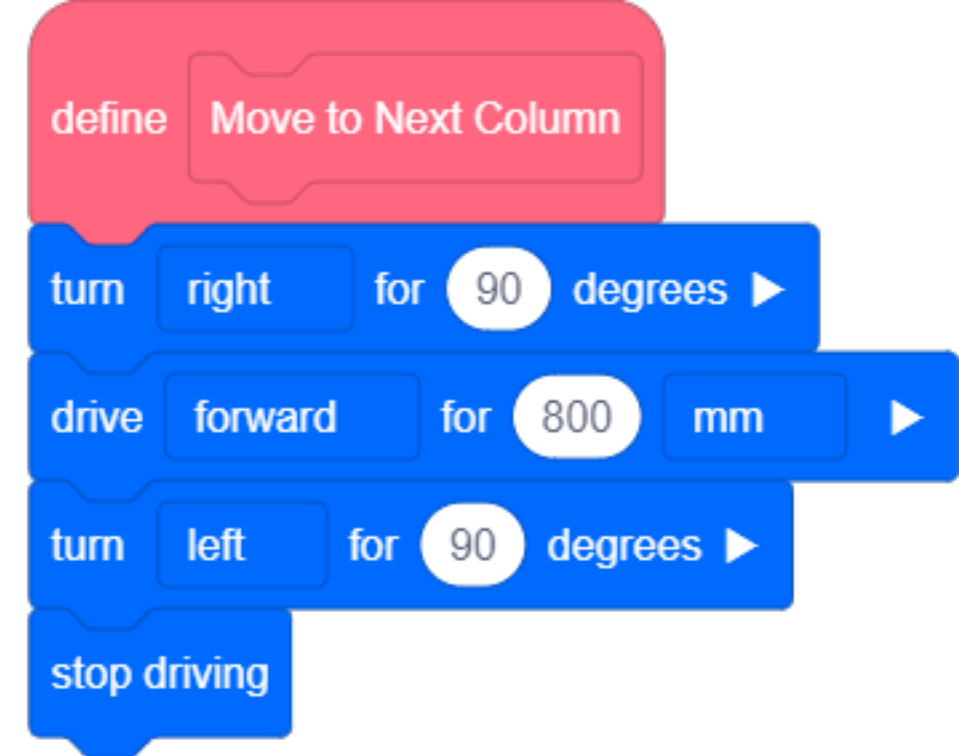 define Move to Next Column
turn right for 90 degrees
drive forward for 800 mm
turn left for 90 degrees
stop driving